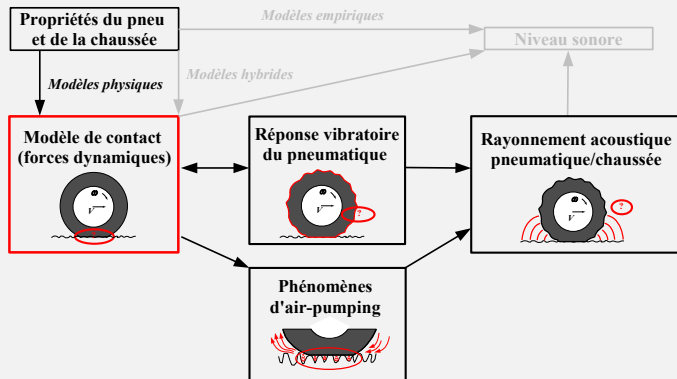 Propriétés du pneu
et de la chaussée
Modèles empiriques
Niveau sonore
Modèles hybrides
Modèles physiques
Modèle de contact
(forces dynamiques)
ω
V
Réponse vibratoire
du pneumatique
ω
V
?
Rayonnement acoustique
pneumatique/chaussée
ω
V
?
Phénomènes
d'air-pumping